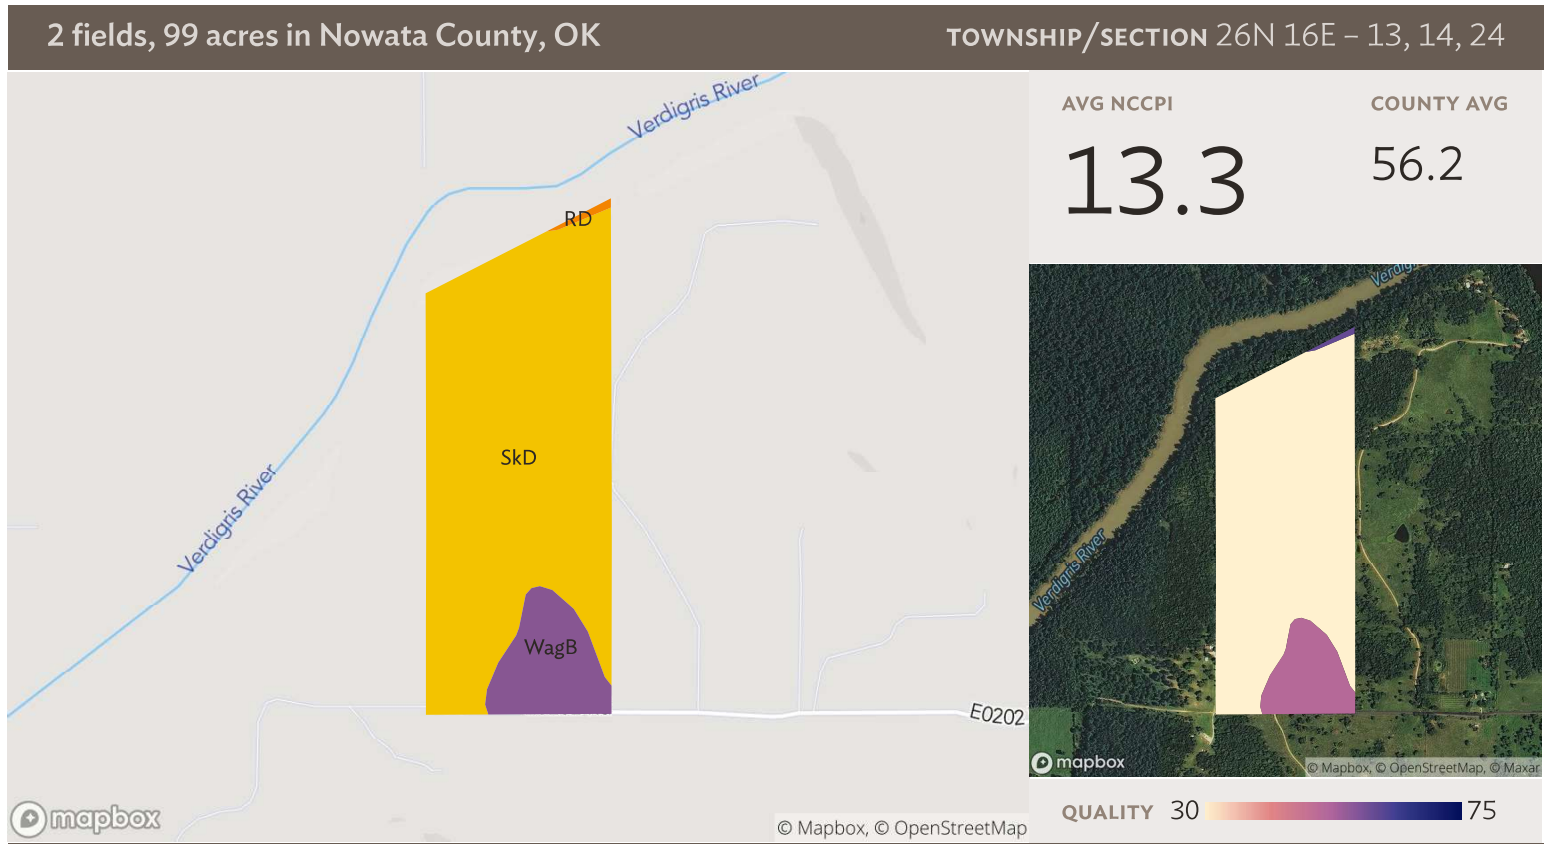 2 fields, 99 acres in Nowata County, OK
TOWNSHIP/SECTION 26N 16E – 13, 14, 24
Verdigris River
RD
SkD
Verdigris River
WagB
E0202
mapbox
© Mapbox, © OpenStreetMap
AVG NCCPI
13.3
COUNTY AVG
56.2
Verdig
Verdigris River
mapbox
© Mapbox, © OpenStreetMap, © Maxar
QUALITY 30 75